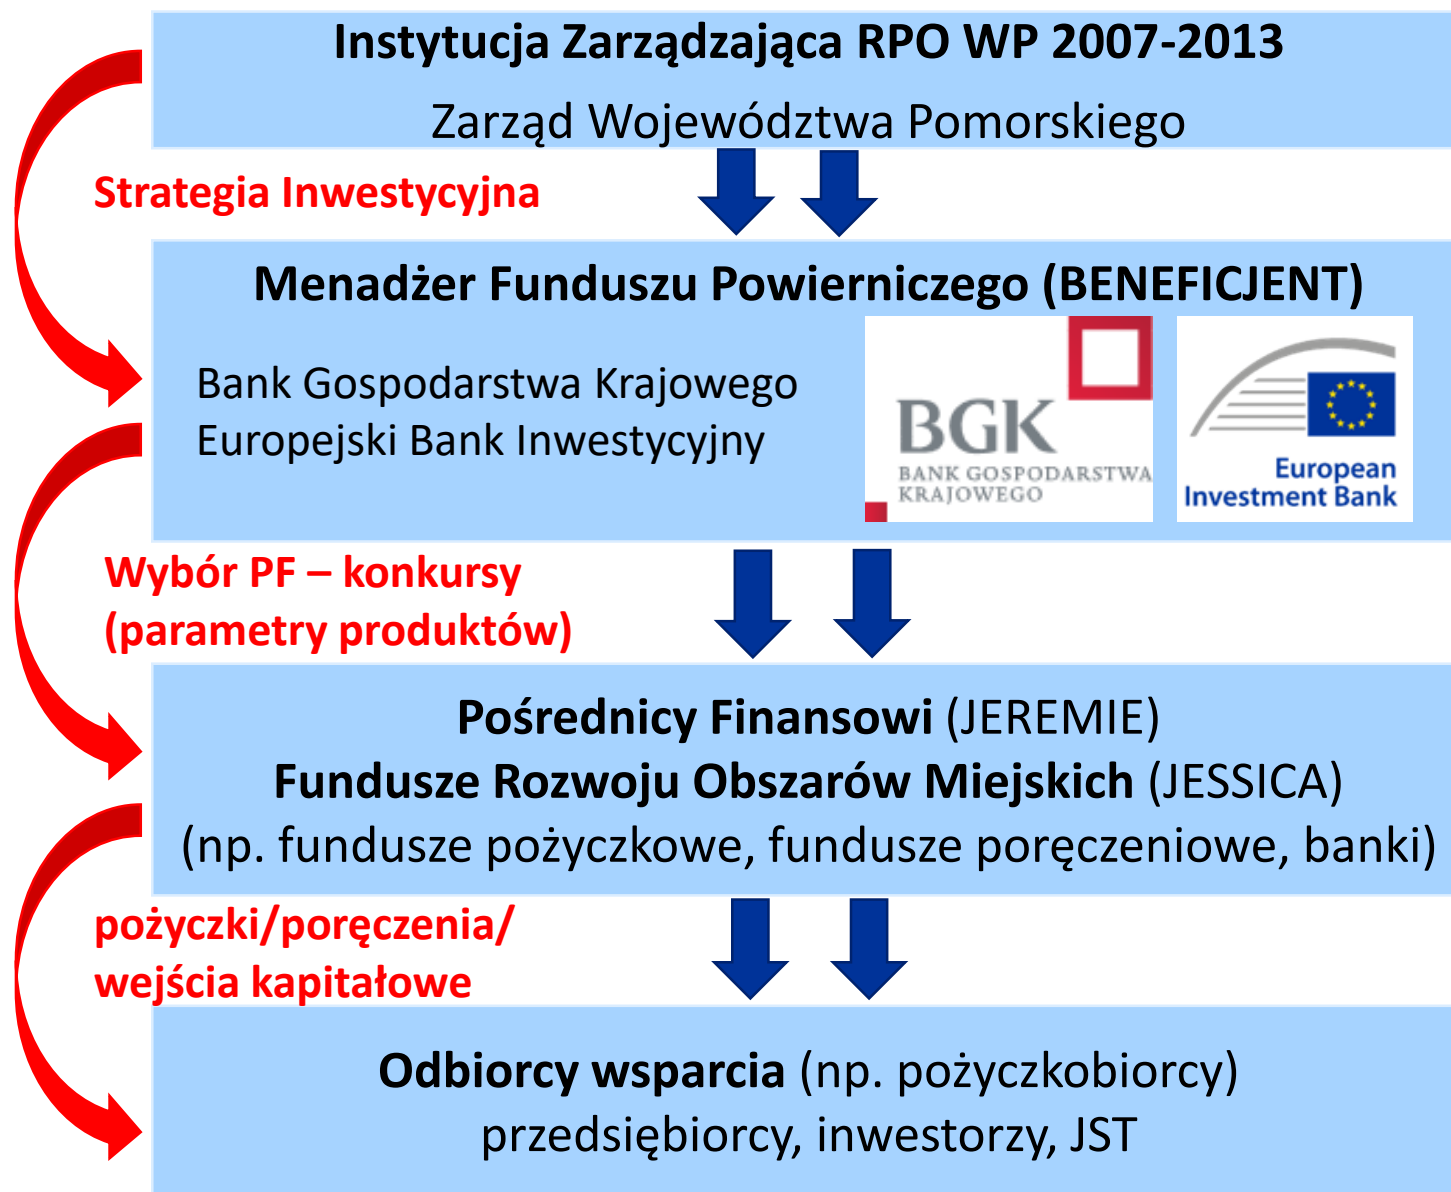 Instytucja Zarządzająca RPO WP 2007-2013
Zarząd Województwa Pomorskiego
Strategia Inwestycyjna
Menadżer Funduszu Powierniczego (BENEFICJENT)
Bank Gospodarstwa Krajowego
Europejski Bank Inwestycyjny
BGK
BANK GOSPODARSTWA
KRAJOWEGO
European
Investment Bank
Wybór PF – konkursy
(parametry produktów)
Pośrednicy Finansowi (JEREMIE)
Fundusze Rozwoju Obszarów Miejskich (JESSICA)
(np. fundusze pożyczkowe, fundusze poręczeniowe, banki)
pożyczki/poręczenia/
wejścia kapitałowe
Odbiorcy wsparcia (np. pożyczkobiorcy)
przedsiębiorcy, inwestorzy, JST